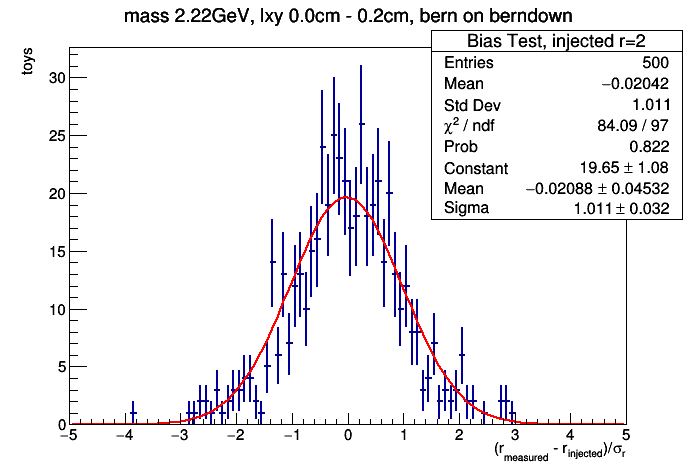 mass 2.22GeV, lxy 0.0cm - 0.2cm, bern on berndown
Bias Test, injected r=2
Entries 500
Mean −0.02042
Std Dev 1.011
χ² / ndf 84.09 / 97
Prob 0.822
Constant 19.65 ± 1.08
Mean −0.02088 ± 0.04532
Sigma 1.011 ± 0.032
toys
30
25
20
15
10
5
0
−5 −4 −3 −2 −1 0 1 2 3 4 5
(r_measured - r_injected)/σ_r